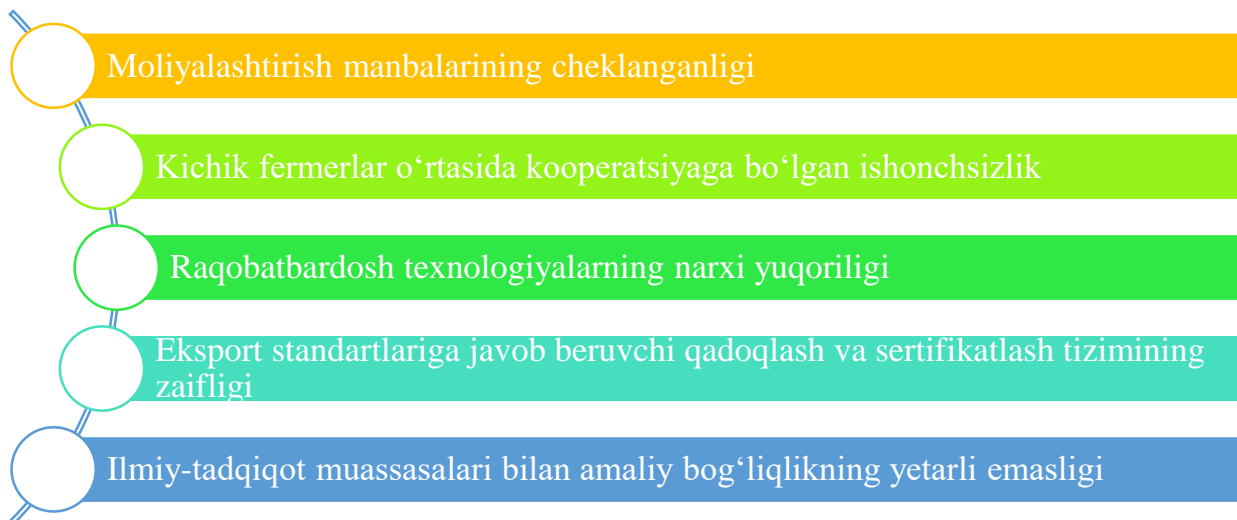 Moliyalashtirish manbalarining cheklanganligi
Kichik fermerlar o‘rtasida kooperatsiyaga bo‘lgan ishonchsizlik
Raqobatbardosh texnologiyalarning narxi yuqoriligi
Eksport standartlariga javob beruvchi qadoqlash va sertifikatlash tizimining
zaifligi
Ilmiy-tadqiqot muassasalari bilan amaliy bog‘liqlikning yetarli emasligi